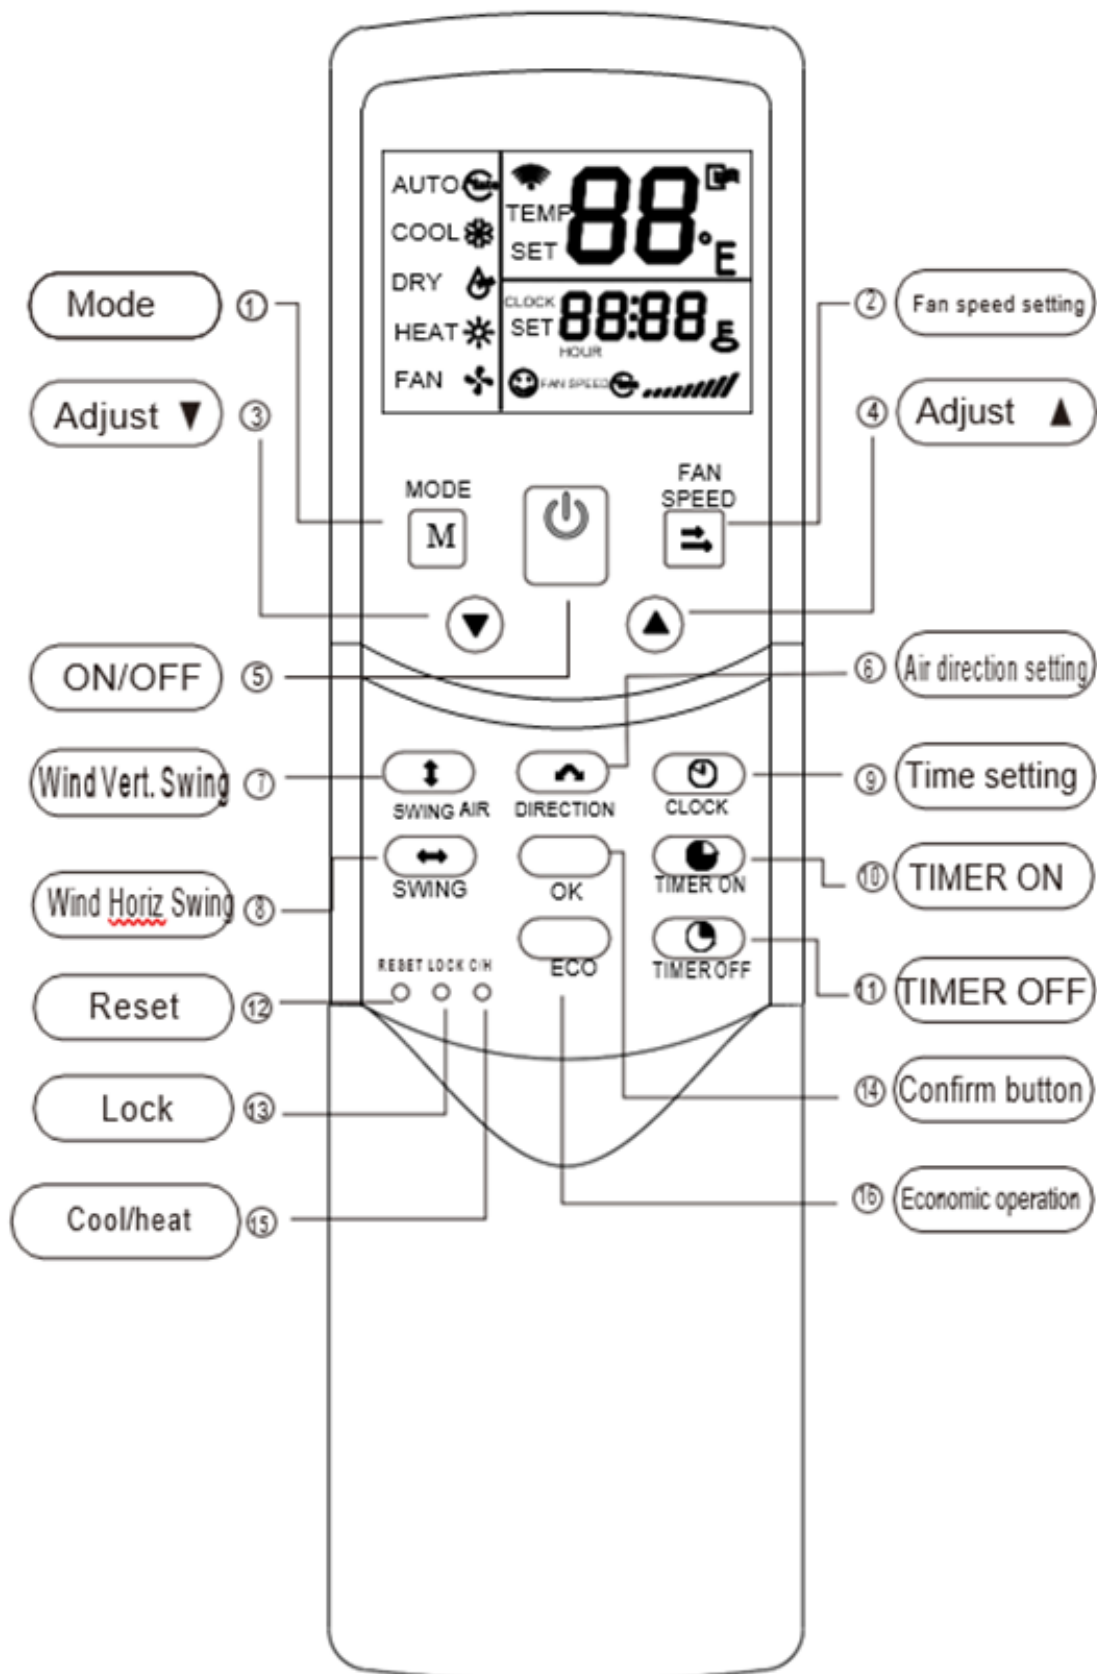 AUTO
COOL
DRY
HEAT
FAN
TEMP
SET
88°E
CLOCK
SET 88:88
HOUR
FAN SPEED
Mode ①
② Fan speed setting
Adjust ▼ ③
④ Adjust ▲
MODE
M
FAN
SPEED
▼
▲
ON/OFF ⑤
⑥ Air direction setting
Wind Vert. Swing ⑦
SWING AIR
DIRECTION
CLOCK
⑨ Time setting
Wind Horiz Swing ⑧
SWING
OK
TIMER ON
⑩ TIMER ON
ECO
TIMER OFF
⑪ TIMER OFF
RESET LOCK C/H
Reset ⑫
Lock ⑬
⑭ Confirm button
Cool/heat ⑮
⑯ Economic operation